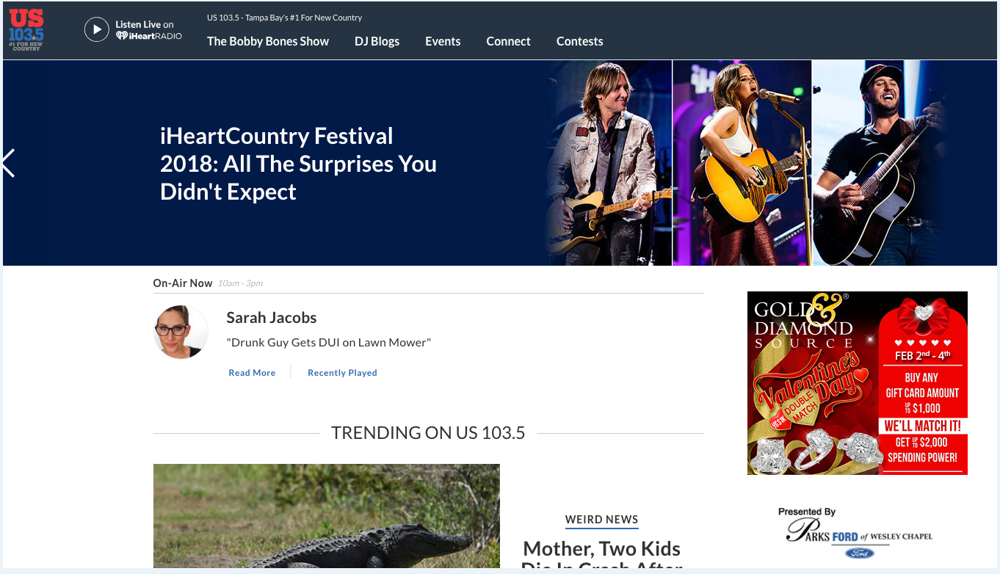 US
103.5
#1 FOR NEW
COUNTRY
Listen Live on
iHeartRADIO
US 103.5 - Tampa Bay's #1 For New Country
The Bobby Bones Show
DJ Blogs
Events
Connect
Contests
iHeartCountry Festival
2018: All The Surprises You
Didn't Expect
On-Air Now 10am - 3pm
Sarah Jacobs
"Drunk Guy Gets DUI on Lawn Mower"
Read More
Recently Played
TRENDING ON US 103.5
WEIRD NEWS
Mother, Two Kids
Die In Crash After
GOLD &®
DIAMOND
SOURCE
Valentine's
Day
DOUBLE
MATCH
FEB 2nd - 4th
BUY ANY
GIFT CARD AMOUNT
UP TO $1,000
WE'LL MATCH IT!
GET UP TO $2,000
SPENDING POWER!
Presented By
PARKS FORD of WESLEY CHAPEL
Ford